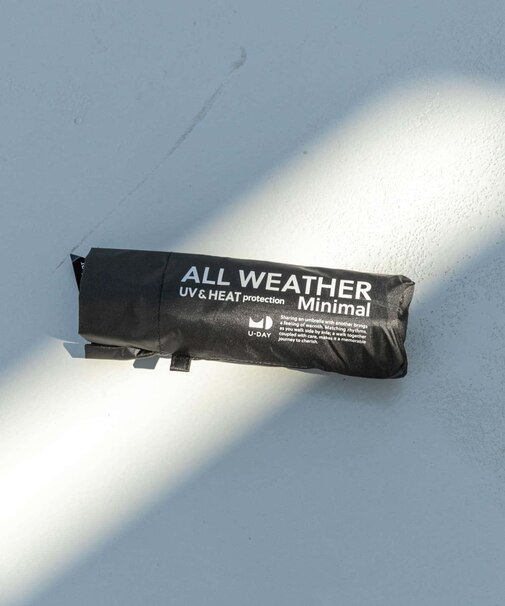 ALL WEATHER
UV & HEAT protection Minimal
U-DAY
Sharing an umbrella with another brings
a feeling of warmth. Matching rhythms,
as you walk side by side, a walk together
coupled with care, makes it a memorable
journey to cherish.